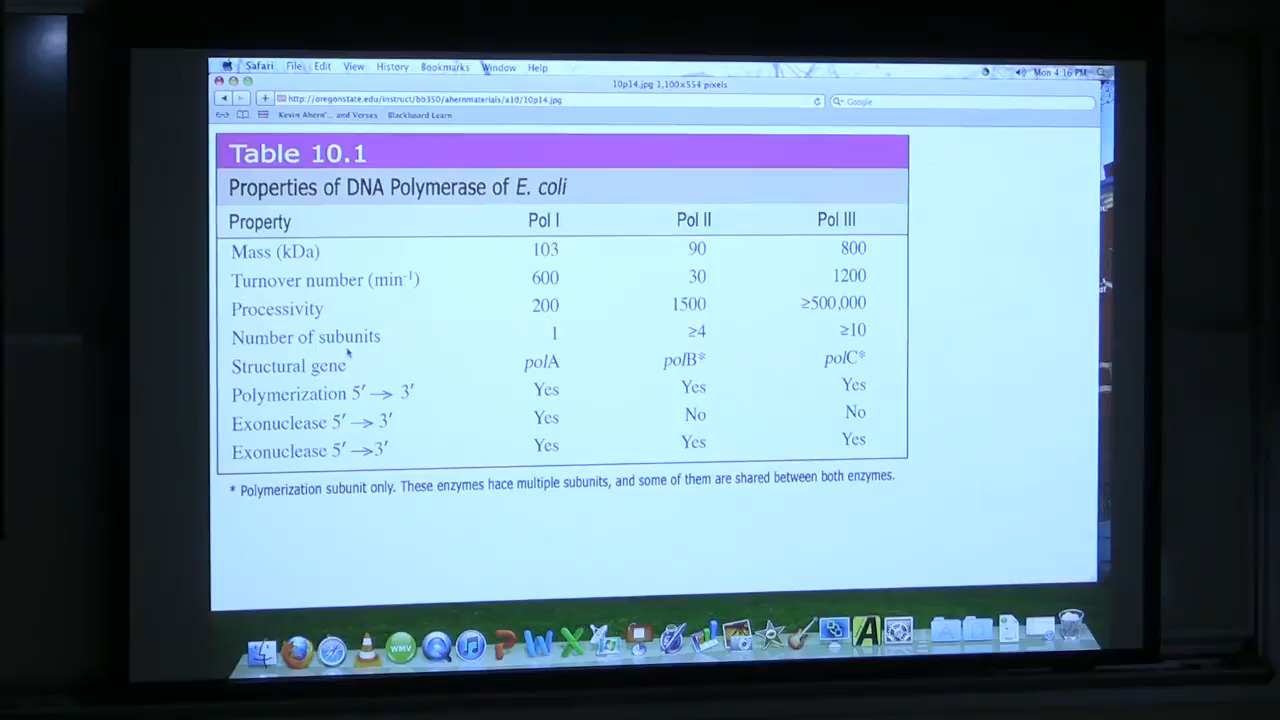 Safari File Edit View History Bookmarks Window Help Mon 4:16 PM
10p14.jpg 1,100×554 pixels
http://oregonstate.edu/instruct/bb350/ahernmaterials/a10/10p14.jpg Google
Kevin Ahern'... and Verses Blackboard Learn
Table 10.1
Properties of DNA Polymerase of E. coli
Property Pol I Pol II Pol III
Mass (kDa) 103 90 800
Turnover number (min⁻¹) 600 30 1200
Processivity 200 1500 ≥500,000
Number of subunits 1 ≥4 ≥10
Structural gene polA polB* polC*
Polymerization 5′ → 3′ Yes Yes Yes
Exonuclease 5′ → 3′ Yes No No
Exonuclease 5′ →3′ Yes Yes Yes
* Polymerization subunit only. These enzymes hace multiple subunits, and some of them are shared between both enzymes.
WMV